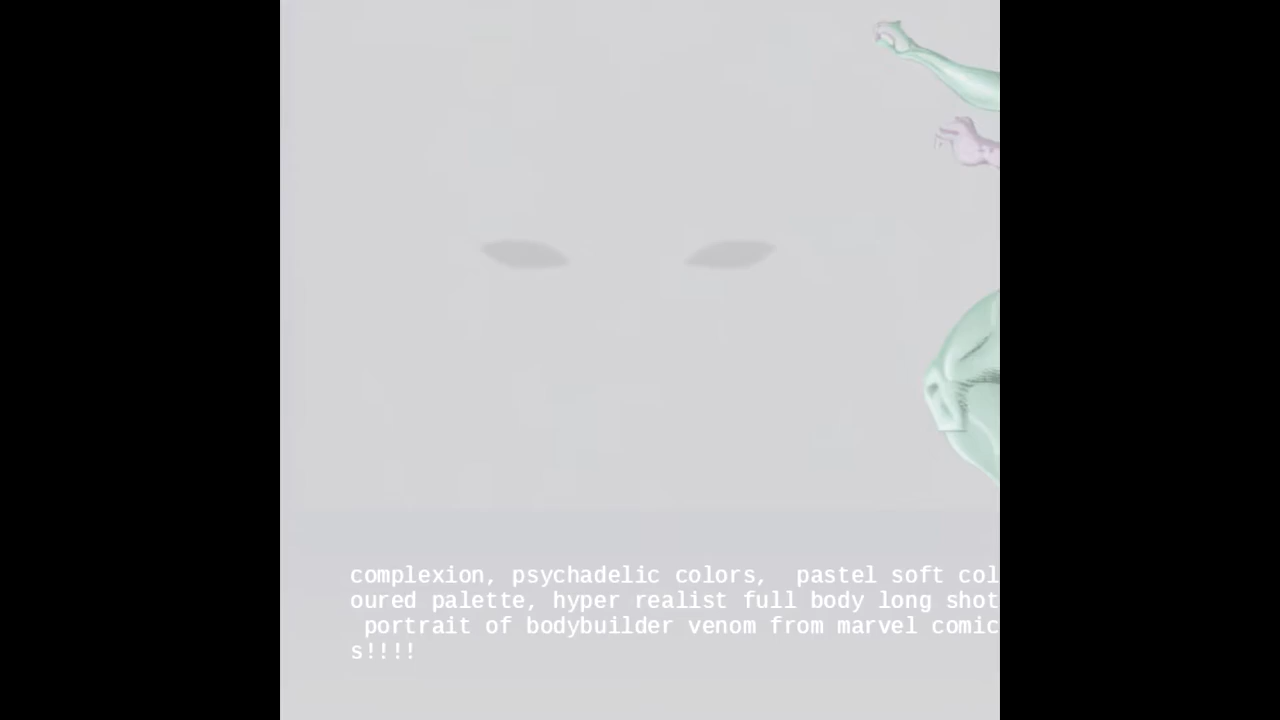 complexion, psychadelic colors,  pastel soft col
oured palette, hyper realist full body long shot
 portrait of bodybuilder venom from marvel comic
s!!!!